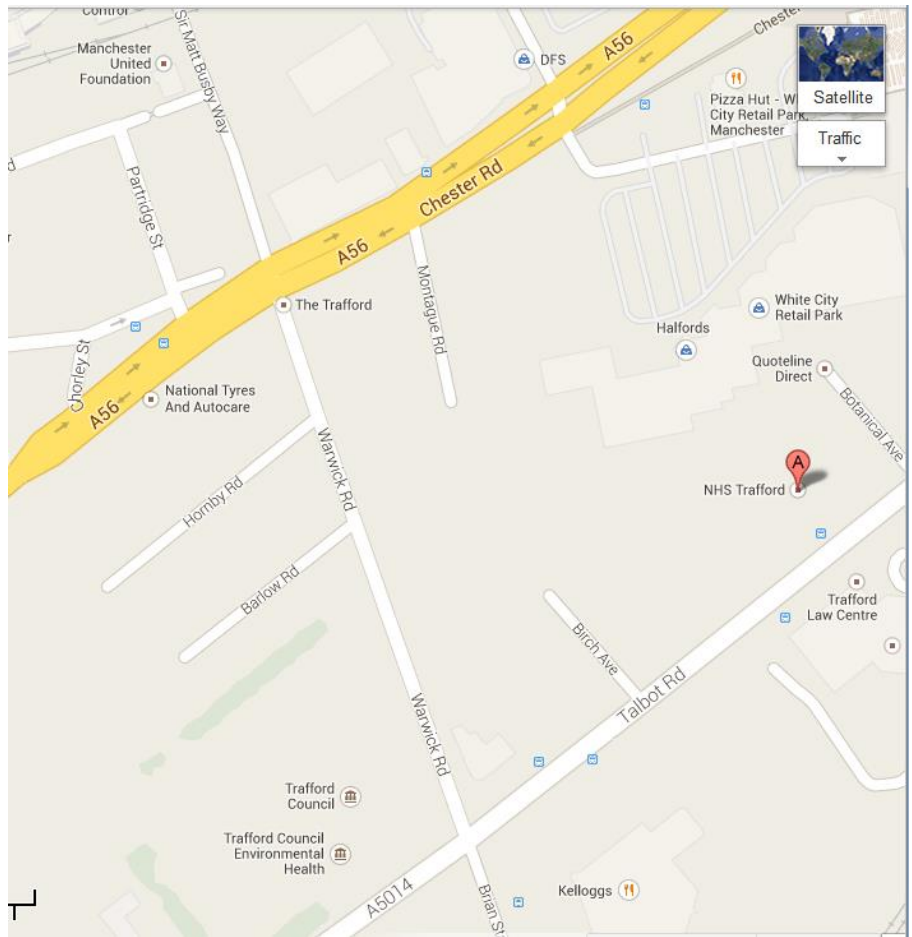 control
Sir Matt Busby Way
Manchester
United
Foundation
A56
DFS
Chester
Satellite
Traffic
Pizza Hut - W
City Retail Park,
Manchester
Partridge St
Chester Rd
A56
Montague Rd
The Trafford
White City
Retail Park
Halfords
Quoteline
Direct
Chorley St
A56
National Tyres
And Autocare
Botanical Ave
Warwick Rd
Hornby Rd
A
NHS Trafford
Barlow Rd
Trafford
Law Centre
Birch Ave
Talbot Rd
Warwick Rd
Trafford
Council
Trafford Council
Environmental
Health
A5014
Brian St
Kelloggs